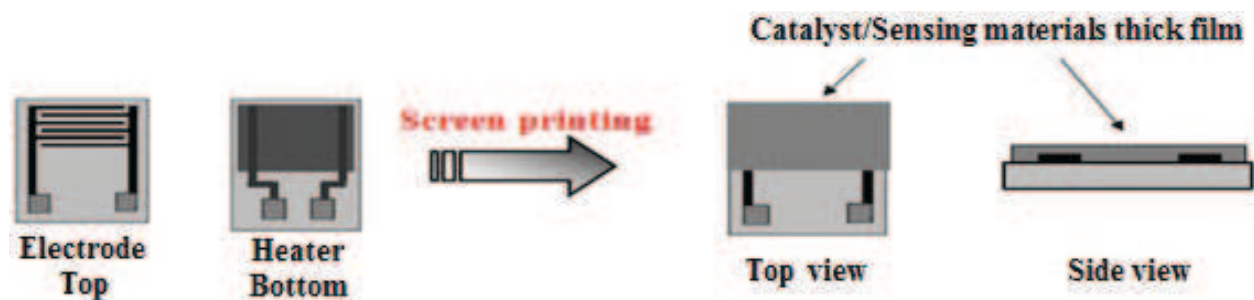 Catalyst/Sensing materials thick film
Screen printing
Electrode
Top
Heater
Bottom
Top view
Side view